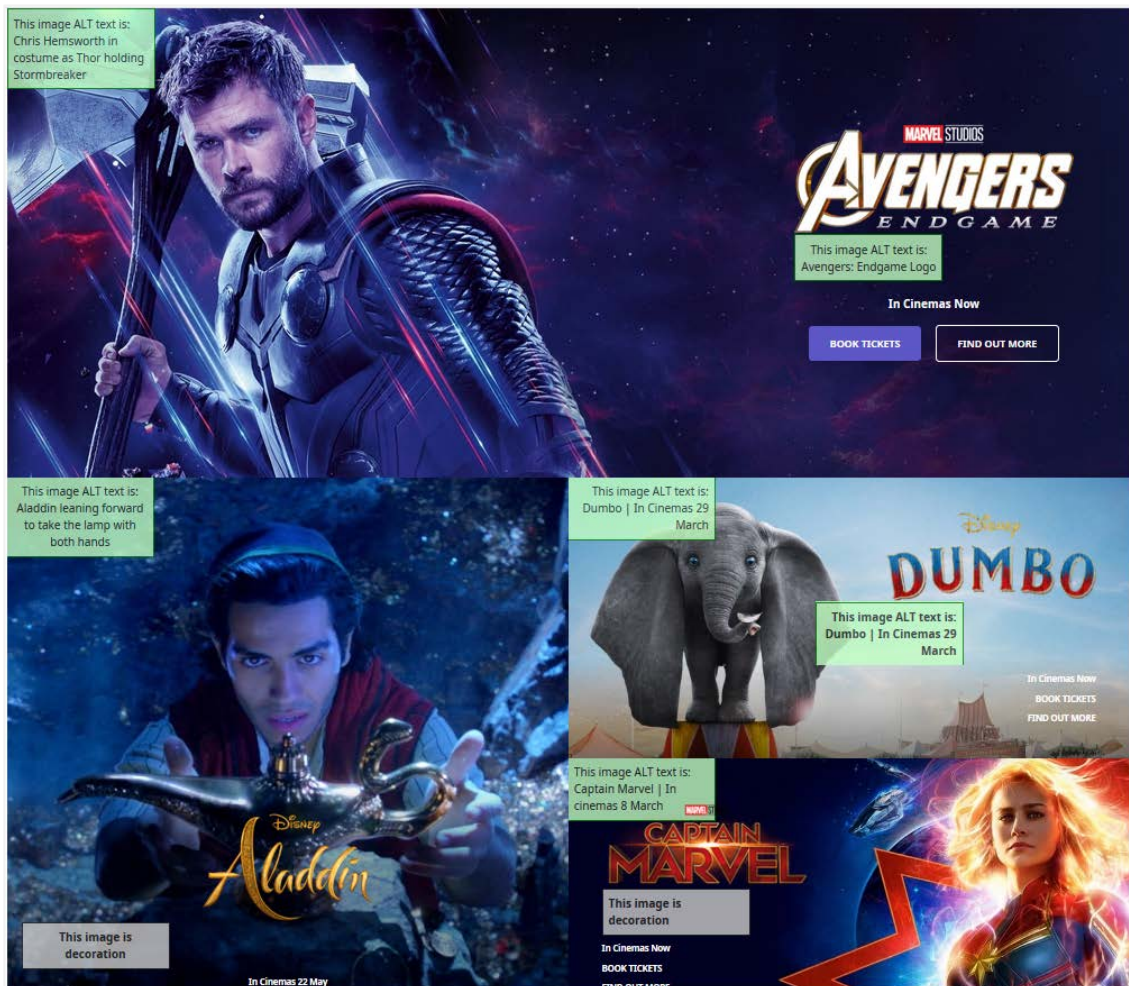 This image ALT text is:
Chris Hemsworth in
costume as Thor holding
Stormbreaker
MARVEL STUDIOS
AVENGERS
ENDGAME
This image ALT text is:
Avengers: Endgame Logo
In Cinemas Now
BOOK TICKETS
FIND OUT MORE
This image ALT text is:
Aladdin leaning forward
to take the lamp with
both hands
Disney
Aladdin
This image is
decoration
In Cinemas 22 May
This image ALT text is:
Dumbo | In Cinemas 29
March
Disney
DUMBO
This image ALT text is:
Dumbo | In Cinemas 29
March
In Cinemas Now
BOOK TICKETS
FIND OUT MORE
This image ALT text is:
Captain Marvel | In
cinemas 8 March
MARVEL
CAPTAIN
MARVEL
This image is
decoration
In Cinemas Now
BOOK TICKETS
FIND OUT MORE